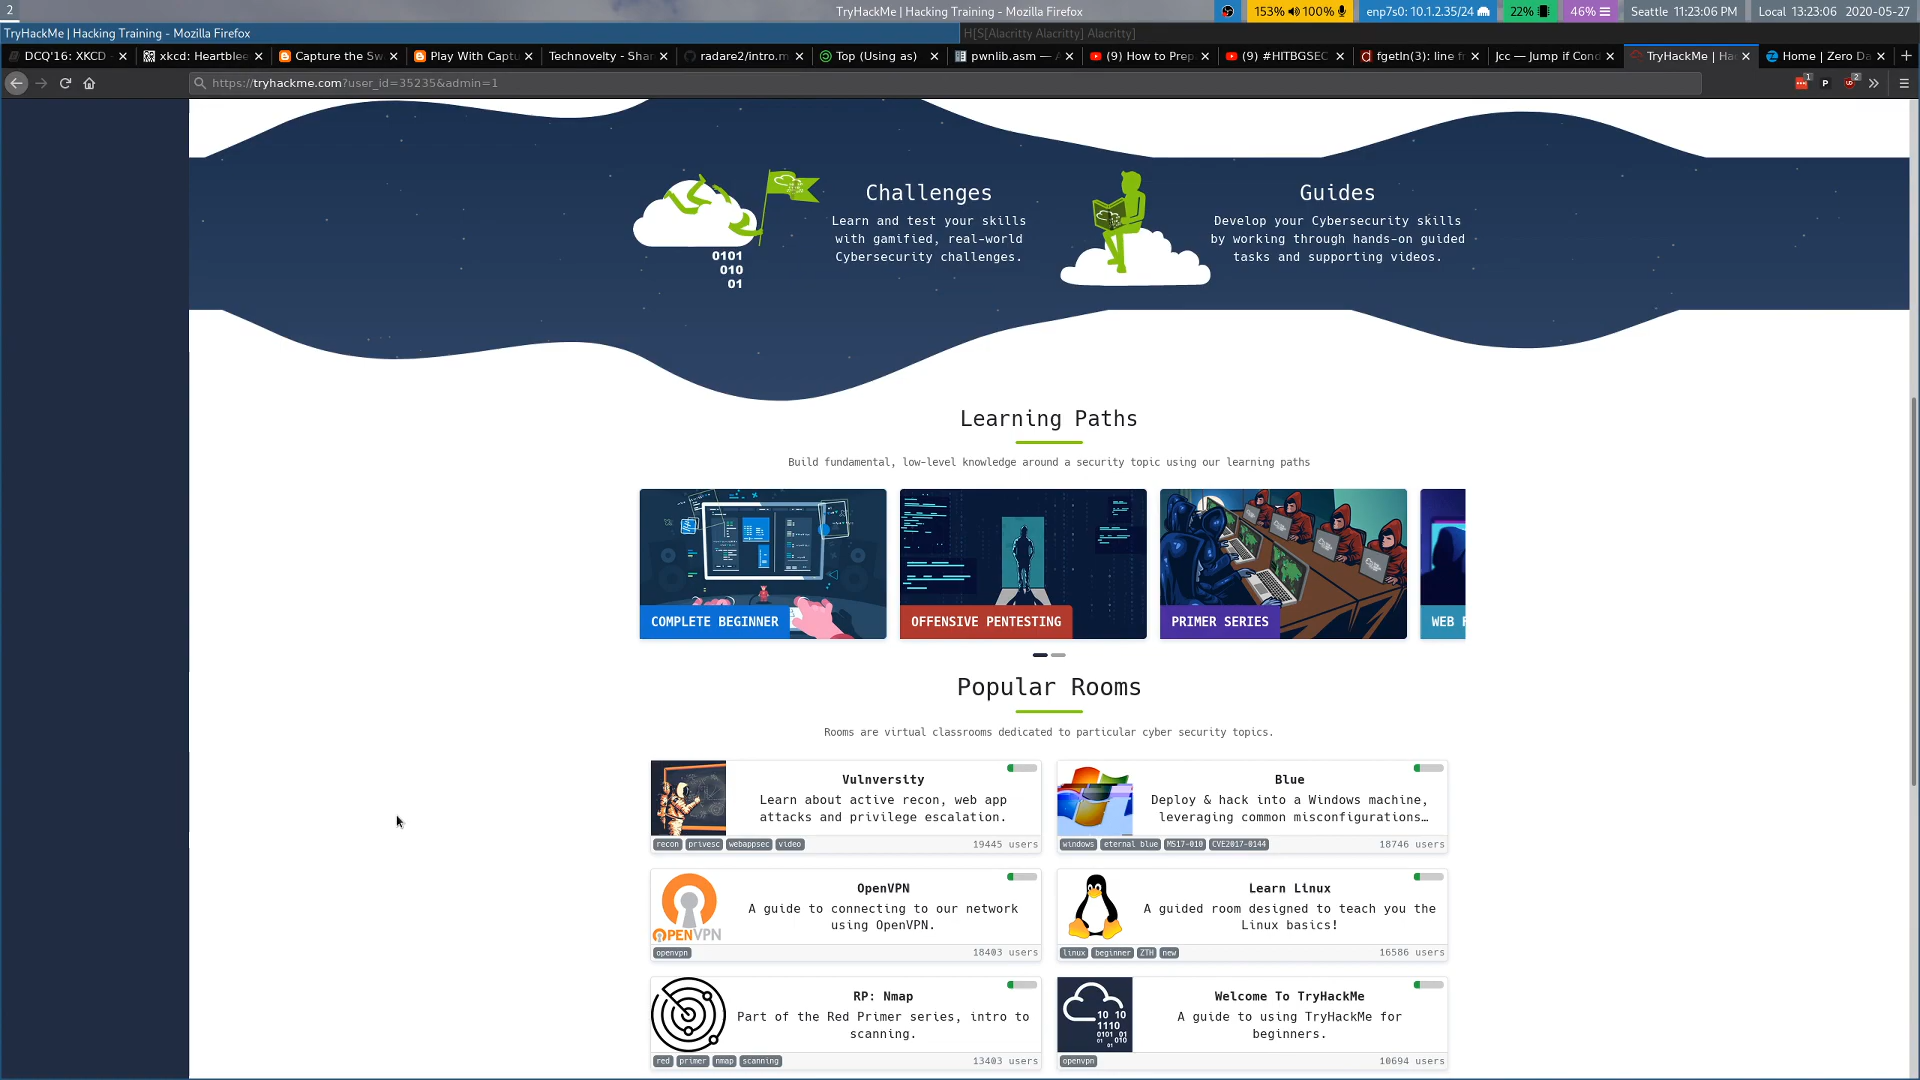 2
TryHackMe | Hacking Training - Mozilla Firefox
153% 100%
enp7s0: 10.1.2.35/24
22%
46%
Seattle 11:23:06 PM
Local 13:23:06 2020-05-27
TryHackMe | Hacking Training - Mozilla Firefox
H[S[Alacritty Alacritty] Alacritty]
DCQ'16: XKCD
xkcd: Heartblee
Capture the Sw
Play With Captu
Technovelty - Shar
radare2/intro.m
Top (Using as)
pwnlib.asm —
(9) How to Prep
(9) #HITBGSEC
fgetln(3): line fr
Jcc — Jump if Cond
TryHackMe | Ha
Home | Zero Da
https://tryhackme.com?user_id=35235&admin=1
1
P
2
Challenges
Learn and test your skills
with gamified, real-world
Cybersecurity challenges.
0101
010
01
Guides
Develop your Cybersecurity skills
by working through hands-on guided
tasks and supporting videos.
Learning Paths
Build fundamental, low-level knowledge around a security topic using our learning paths
COMPLETE BEGINNER
OFFENSIVE PENTESTING
PRIMER SERIES
WEB
Popular Rooms
Rooms are virtual classrooms dedicated to particular cyber security topics.
Vulnversity
Learn about active recon, web app
attacks and privilege escalation.
recon privesc webappsec video
19445 users
Blue
Deploy & hack into a Windows machine,
leveraging common misconfigurations…
windows eternal blue MS17-010 CVE2017-0144
18746 users
OPENVPN
OpenVPN
A guide to connecting to our network
using OpenVPN.
openvpn
18403 users
Learn Linux
A guided room designed to teach you the
Linux basics!
linux beginner ZTH new
16586 users
RP: Nmap
Part of the Red Primer series, intro to
scanning.
red primer nmap scanning
13403 users
10 10
1110
0101 01
01 010
01
Welcome To TryHackMe
A guide to using TryHackMe for
beginners.
openvpn
10694 users